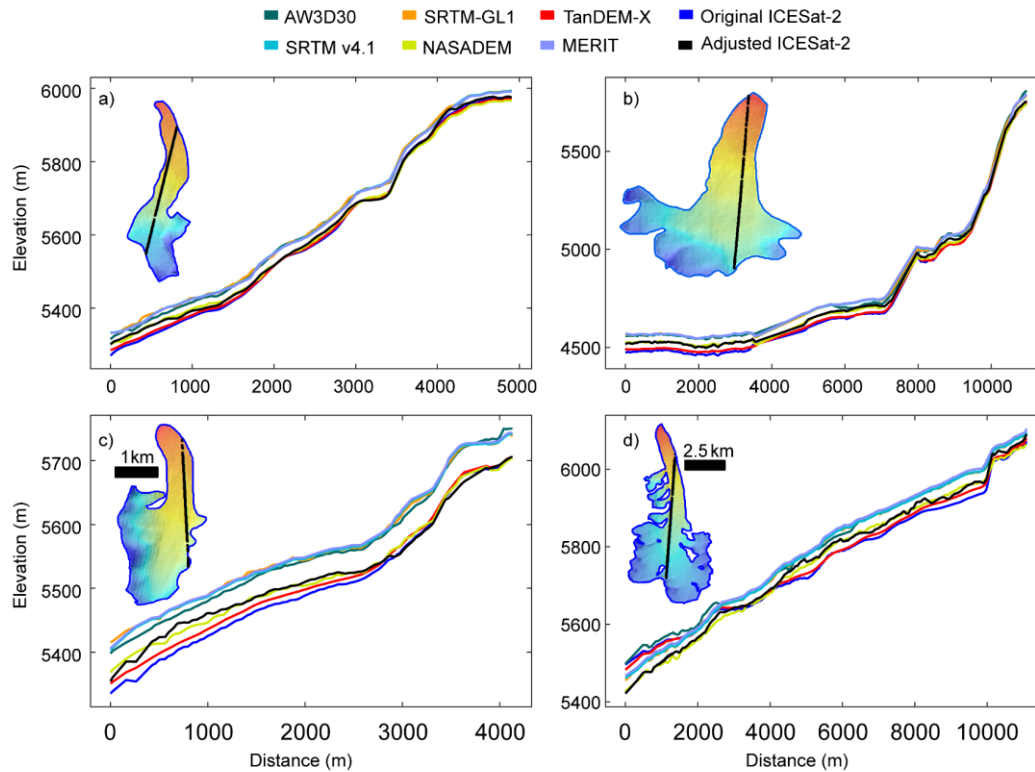 AW3D30 SRTM-GL1 TanDEM-X Original ICESat-2
SRTM v4.1 NASADEM MERIT Adjusted ICESat-2
a)
Elevation (m)
6000
5800
5600
5400
0 1000 2000 3000 4000 5000
b)
Elevation (m)
5500
5000
4500
0 2000 4000 6000 8000 10000
c)
1km
Elevation (m)
5700
5600
5500
5400
0 1000 2000 3000 4000
Distance (m)
d)
2.5 km
6000
5800
5600
5400
0 2000 4000 6000 8000 10000
Distance (m)